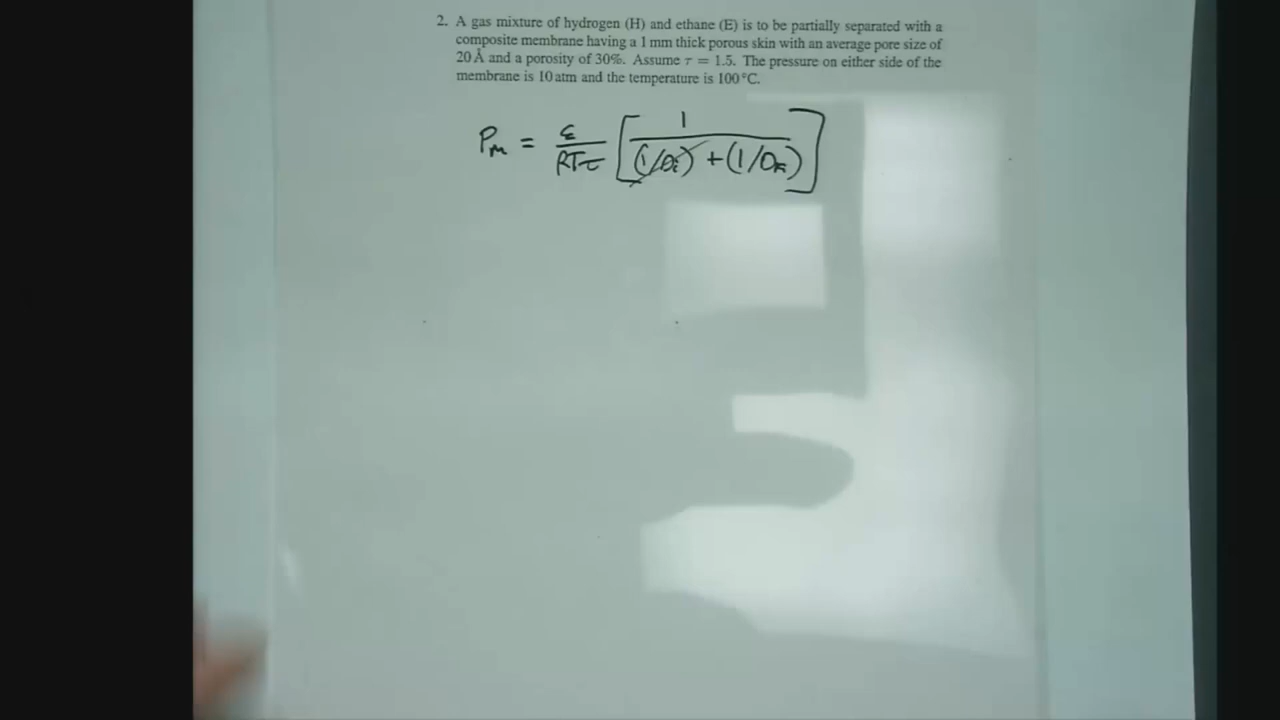 2. A gas mixture of hydrogen (H) and ethane (E) is to be partially separated with a
composite membrane having a 1 mm thick porous skin with an average pore size of
20 Å and a porosity of 30%. Assume τ = 1.5. The pressure on either side of the
membrane is 10 atm and the temperature is 100 °C.
P_M = ε/RTτ [1/((1/D_i) + (1/D_K))]